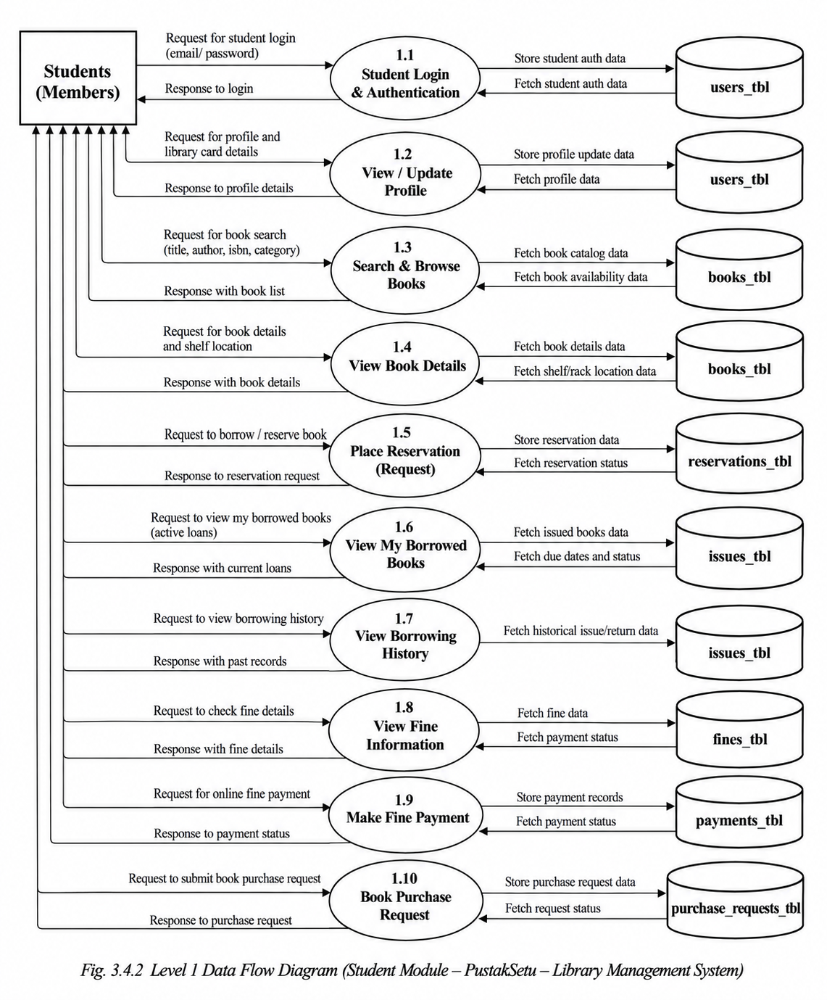 Students
(Members)
Request for student login
(email/ password)
Response to login
1.1
Student Login
& Authentication
Store student auth data
Fetch student auth data
users_tbl
Request for profile and
library card details
Response to profile details
1.2
View / Update
Profile
Store profile update data
Fetch profile data
users_tbl
Request for book search
(title, author, isbn, category)
Response with book list
1.3
Search & Browse
Books
Fetch book catalog data
Fetch book availability data
books_tbl
Request for book details
and shelf location
Response with book details
1.4
View Book Details
Fetch book details data
Fetch shelf/rack location data
books_tbl
Request to borrow / reserve book
Response to reservation request
1.5
Place Reservation
(Request)
Store reservation data
Fetch reservation status
reservations_tbl
Request to view my borrowed books
(active loans)
Response with current loans
1.6
View My Borrowed
Books
Fetch issued books data
Fetch due dates and status
issues_tbl
Request to view borrowing history
Response with past records
1.7
View Borrowing
History
Fetch historical issue/return data
issues_tbl
Request to check fine details
Response with fine details
1.8
View Fine
Information
Fetch fine data
Fetch payment status
fines_tbl
Request for online fine payment
Response to payment status
1.9
Make Fine Payment
Store payment records
Fetch payment status
payments_tbl
Request to submit book purchase request
Response to purchase request
1.10
Book Purchase
Request
Store purchase request data
Fetch request status
purchase_requests_tbl
Fig. 3.4.2 Level 1 Data Flow Diagram (Student Module – PustakSetu – Library Management System)